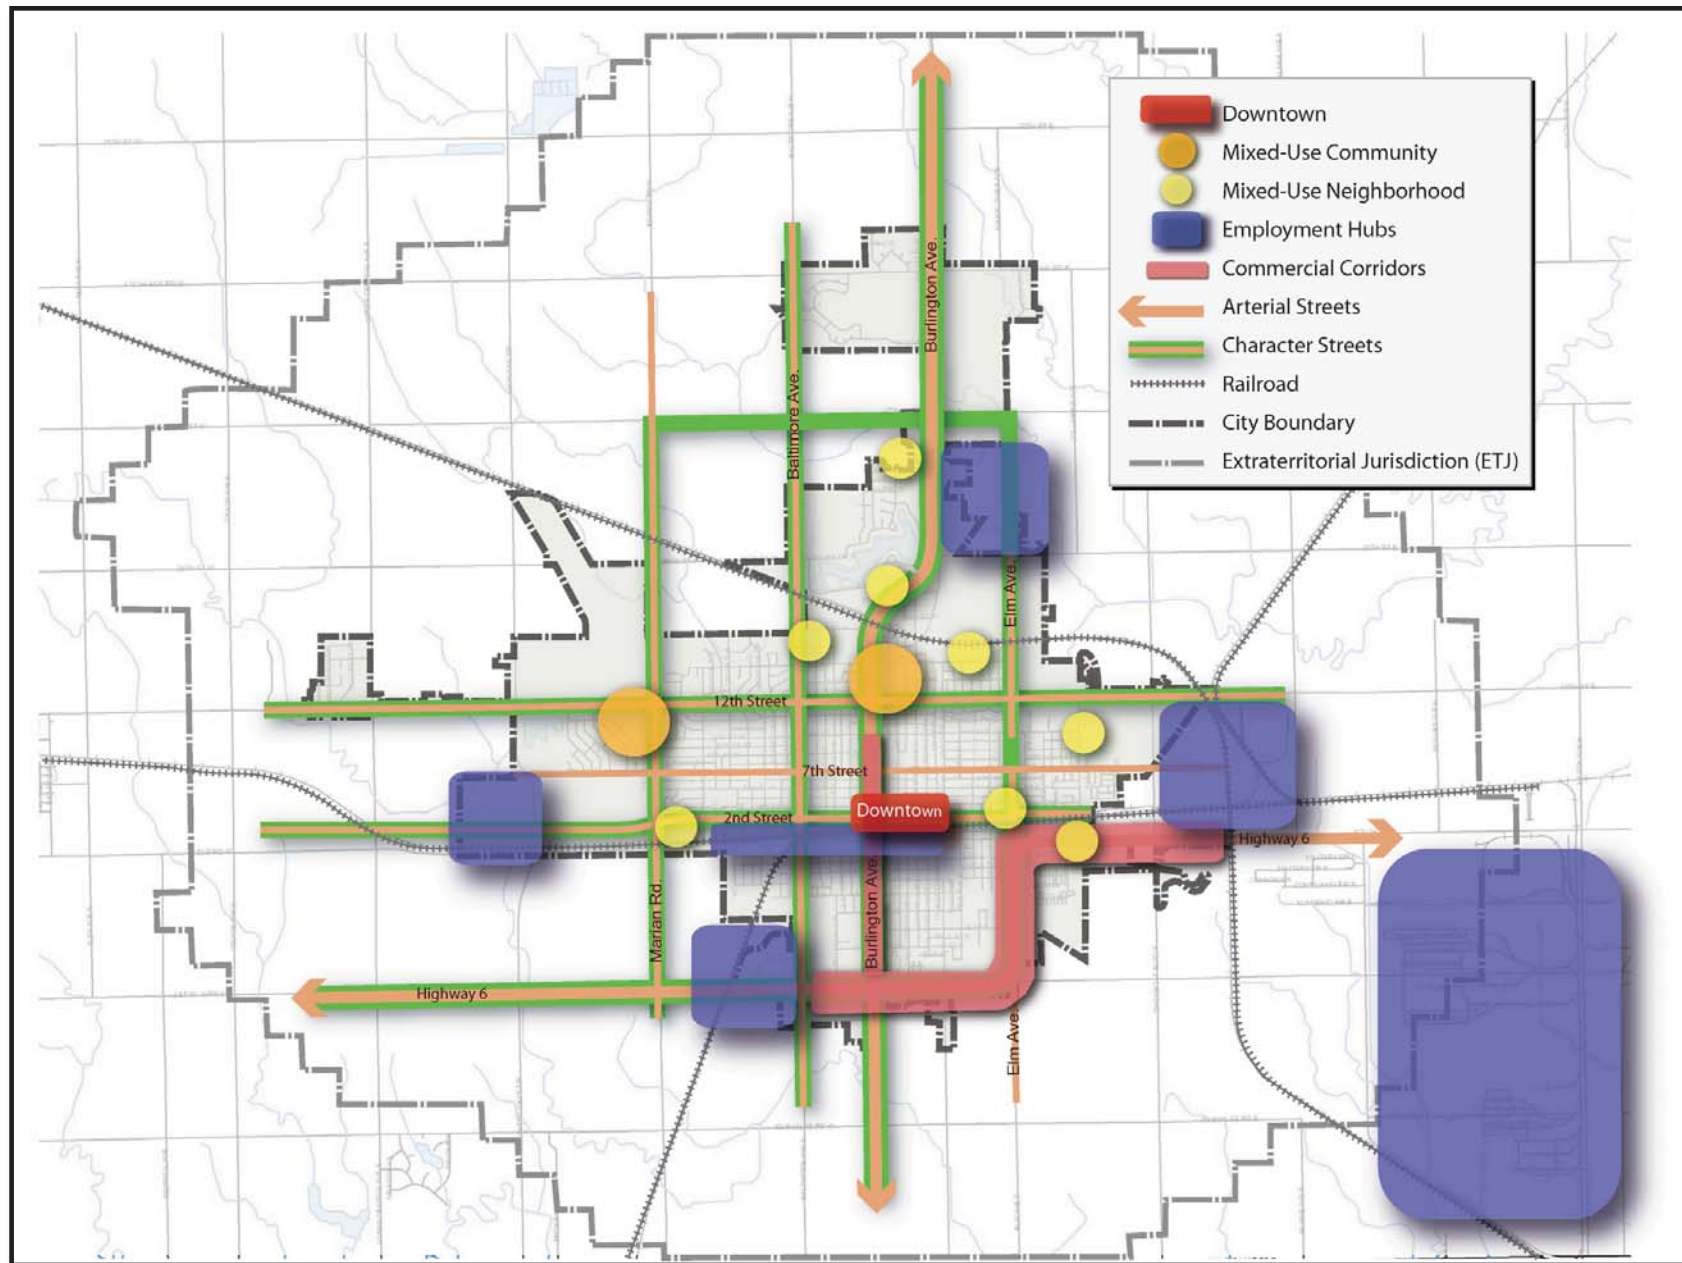 Downtown
Mixed-Use Community
Mixed-Use Neighborhood
Employment Hubs
Commercial Corridors
Arterial Streets
Character Streets
Railroad
City Boundary
Extraterritorial Jurisdiction (ETJ)
Burlington Ave.
Baltimore Ave.
Elm Ave.
12th Street
7th Street
2nd Street
Downtown
Highway 6
Marian Rd.
Burlington Ave.
Highway 6
Elm Ave.